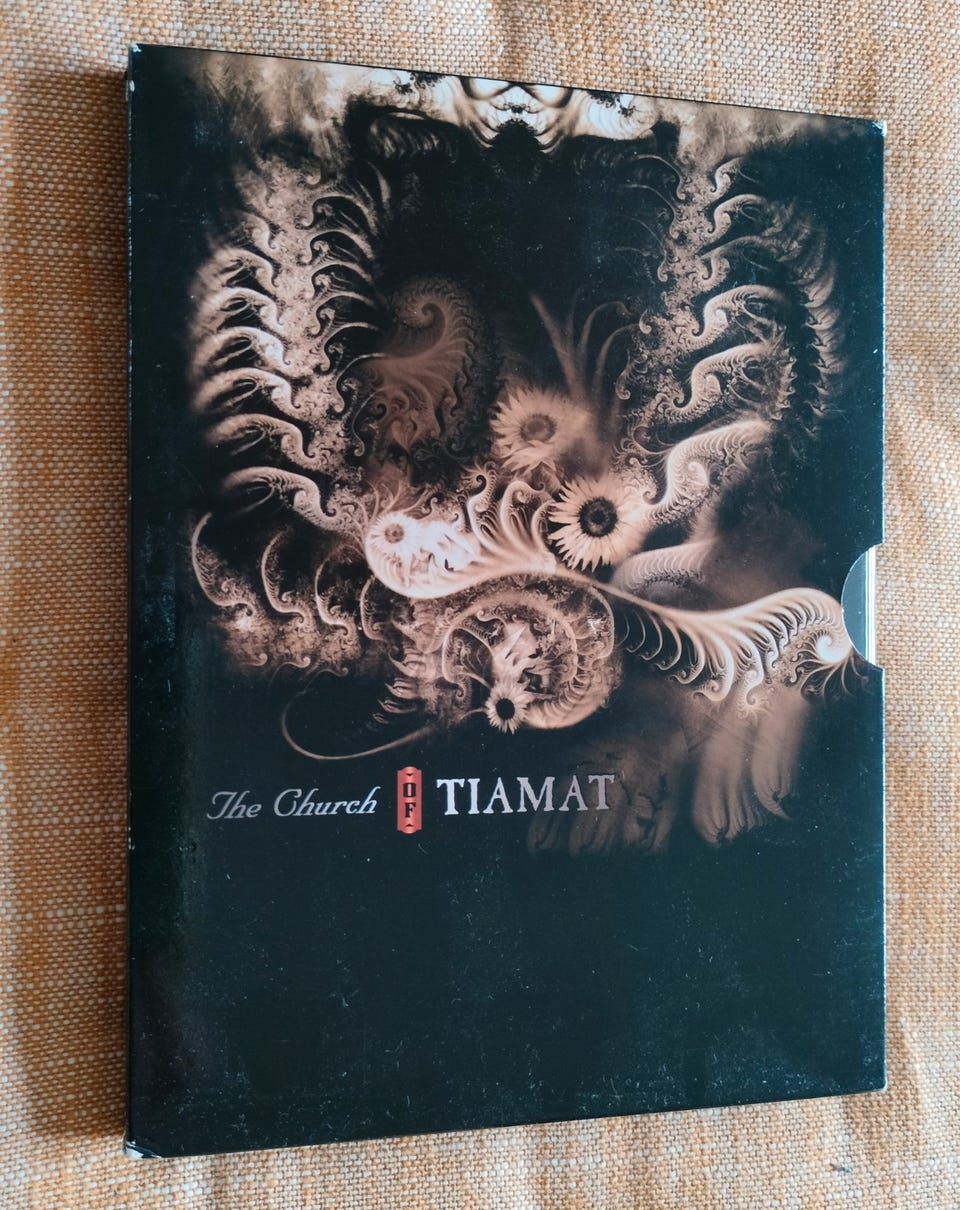 The Church OF TIAMAT